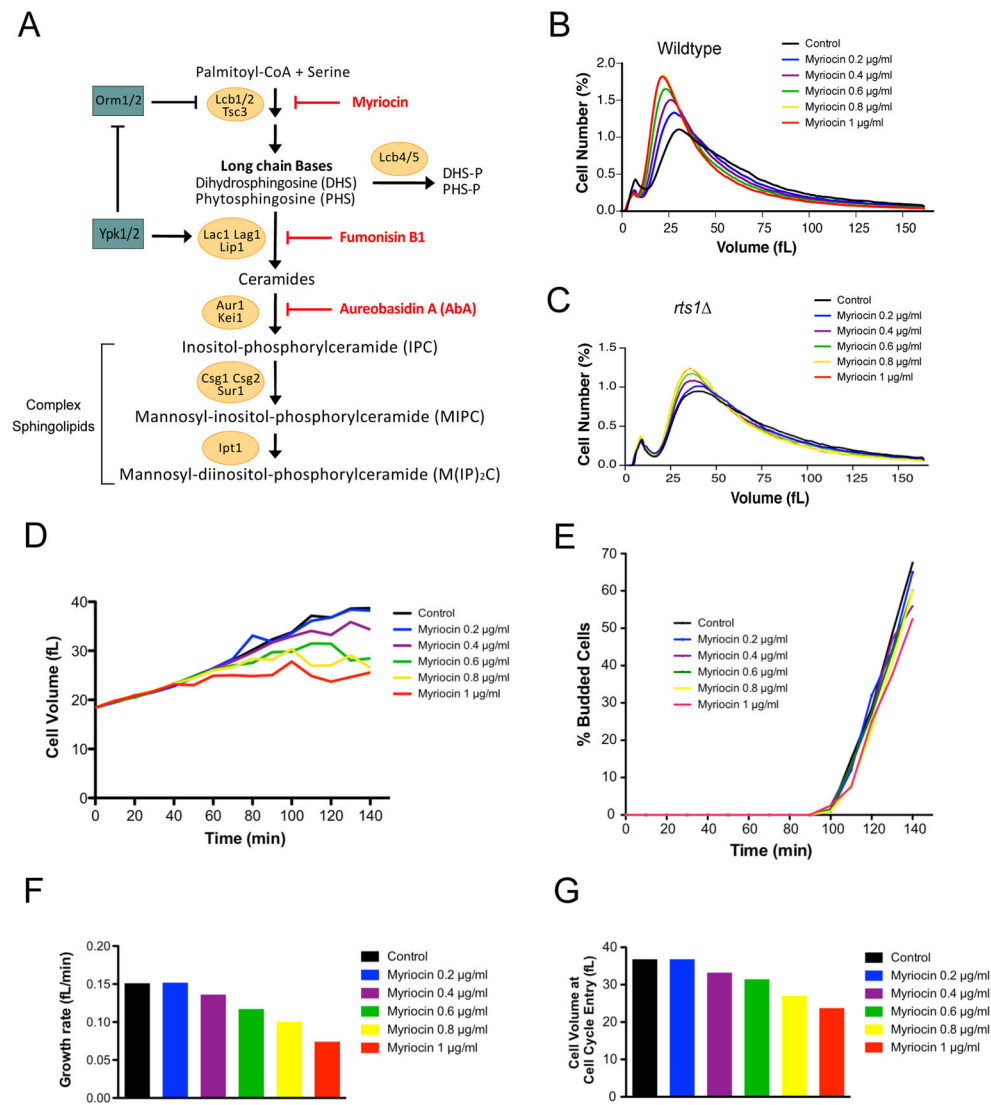 A
Palmitoyl-CoA + Serine
Orm1/2
Lcb1/2
Tsc3
Myriocin
Long chain Bases
Dihydrosphingosine (DHS)
Phytosphingosine (PHS)
Lcb4/5
DHS-P
PHS-P
Ypk1/2
Lac1 Lag1
Lip1
Fumonisin B1
Ceramides
Aur1
Kei1
Aureobasidin A (AbA)
Inositol-phosphorylceramide (IPC)
Csg1 Csg2
Sur1
Complex
Sphingolipids
Mannosyl-inositol-phosphorylceramide (MIPC)
Ipt1
Mannosyl-diinositol-phosphorylceramide (M(IP)₂C)
B
Wildtype
Control
Myriocin 0.2 µg/ml
Myriocin 0.4 µg/ml
Myriocin 0.6 µg/ml
Myriocin 0.8 µg/ml
Myriocin 1 µg/ml
Cell Number (%)
2.0
1.5
1.0
0.5
0.0
0 25 50 75 100 125 150
Volume (fL)
C
rts1Δ
Control
Myriocin 0.2 µg/ml
Myriocin 0.4 µg/ml
Myriocin 0.6 µg/ml
Myriocin 0.8 µg/ml
Myriocin 1 µg/ml
Cell Number (%)
1.5
1.0
0.5
0.0
0 25 50 75 100 125 150
Volume (fL)
D
Cell Volume (fL)
40
30
20
10
0
0 20 40 60 80 100 120 140
Time (min)
Control
Myriocin 0.2 µg/ml
Myriocin 0.4 µg/ml
Myriocin 0.6 µg/ml
Myriocin 0.8 µg/ml
Myriocin 1 µg/ml
E
% Budded Cells
70
60
50
40
30
20
10
0
0 20 40 60 80 100 120 140
Time (min)
Control
Myriocin 0.2 µg/ml
Myriocin 0.4 µg/ml
Myriocin 0.6 µg/ml
Myriocin 0.8 µg/ml
Myriocin 1 µg/ml
F
Growth rate (fL/min)
0.20
0.15
0.10
0.05
0.00
Control
Myriocin 0.2 µg/ml
Myriocin 0.4 µg/ml
Myriocin 0.6 µg/ml
Myriocin 0.8 µg/ml
Myriocin 1 µg/ml
G
Cell Volume at
Cell Cycle Entry (fL)
40
30
20
10
0
Control
Myriocin 0.2 µg/ml
Myriocin 0.4 µg/ml
Myriocin 0.6 µg/ml
Myriocin 0.8 µg/ml
Myriocin 1 µg/ml